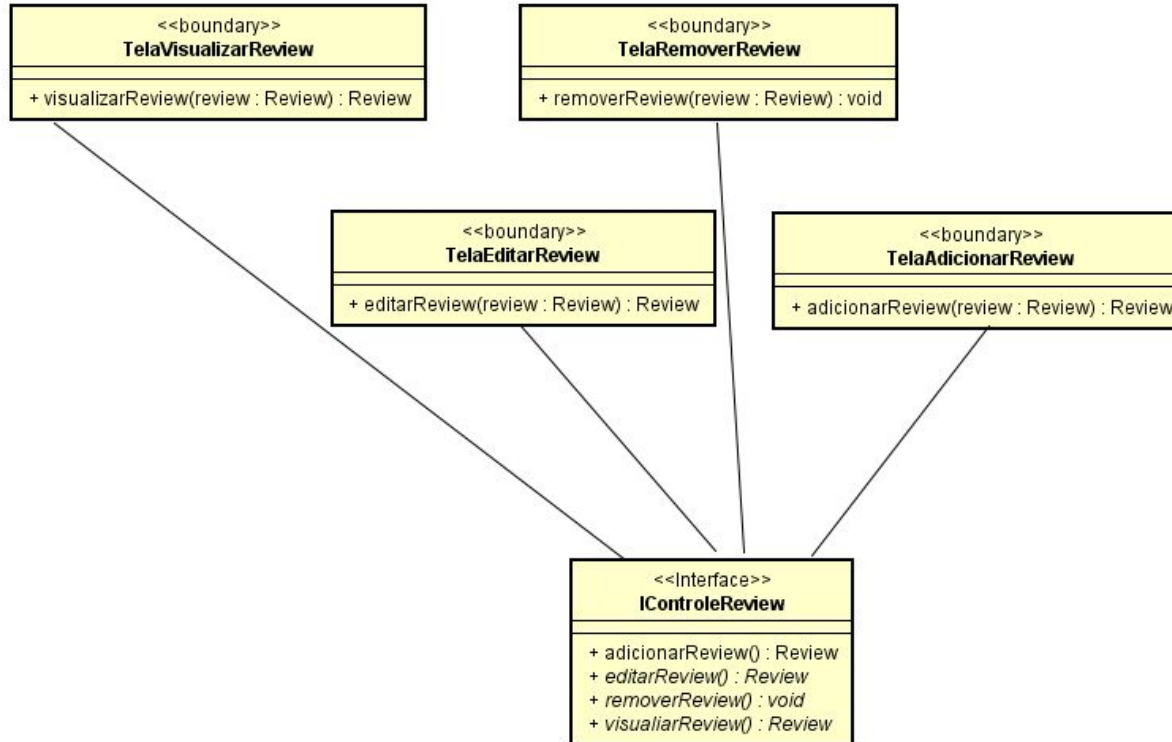 <<boundary>>
TelaVisualizarReview
+ visualizarReview(review : Review) : Review
<<boundary>>
TelaRemoverReview
+ removerReview(review : Review) : void
<<boundary>>
TelaEditarReview
+ editarReview(review : Review) : Review
<<boundary>>
TelaAdicionarReview
+ adicionarReview(review : Review) : Review
<<Interface>>
IControleReview
+ adicionarReview() : Review
+ editarReview() : Review
+ removerReview() : void
+ visualiarReview() : Review